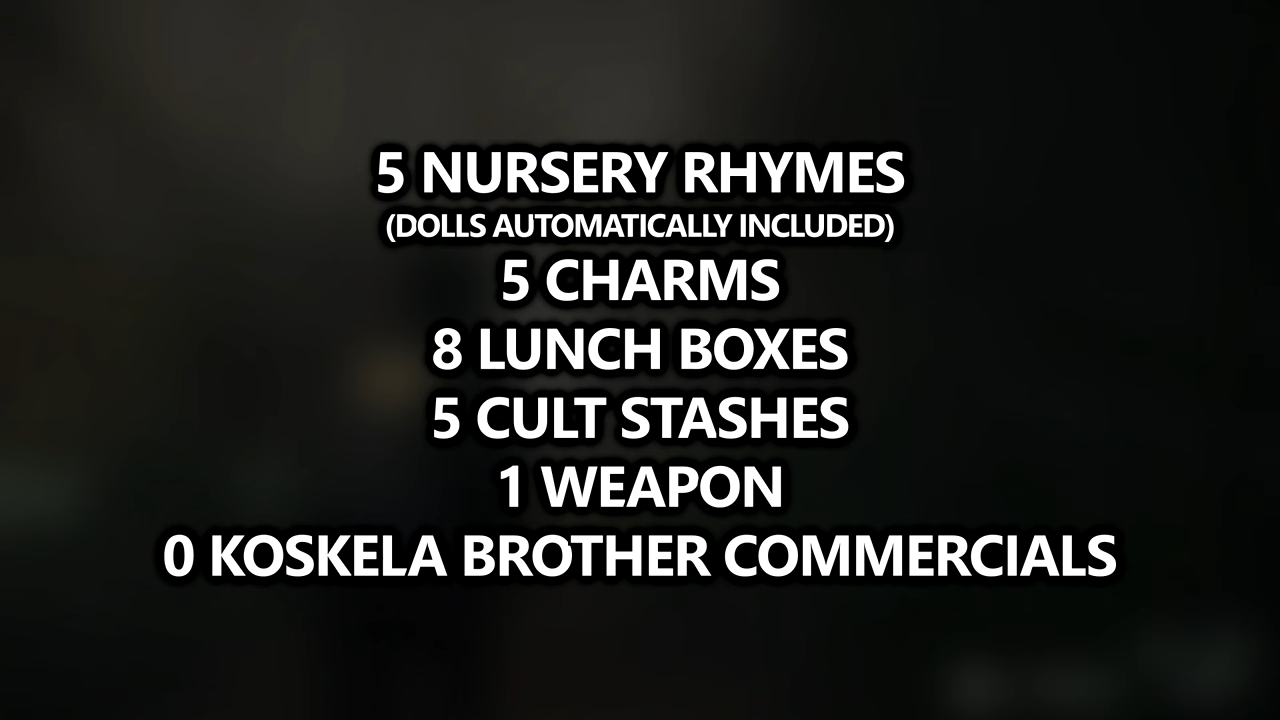 5 NURSERY RHYMES
(DOLLS AUTOMATICALLY INCLUDED)
5 CHARMS
8 LUNCH BOXES
5 CULT STASHES
1 WEAPON
0 KOSKELA BROTHER COMMERCIALS